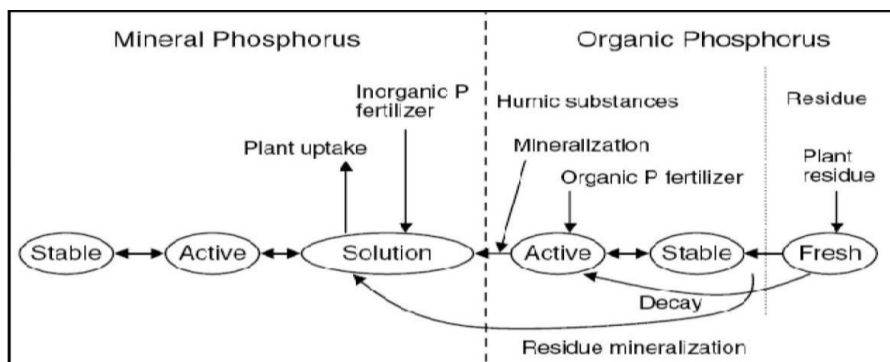 Mineral Phosphorus
Organic Phosphorus
Inorganic P
fertilizer
Plant uptake
Humic substances
Residue
Mineralization
Organic P fertilizer
Plant
residue
Stable
Active
Solution
Active
Stable
Fresh
Decay
Residue mineralization